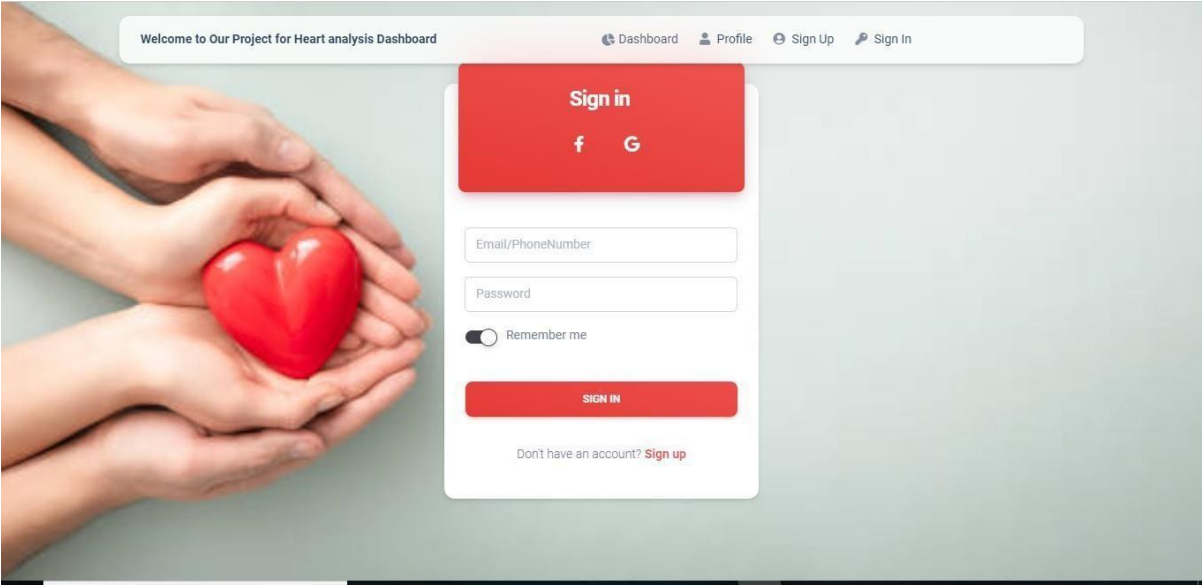 Welcome to Our Project for Heart analysis Dashboard Dashboard Profile Sign Up Sign In
Sign in
f G
Email/PhoneNumber
Password
Remember me
SIGN IN
Don't have an account? Sign up